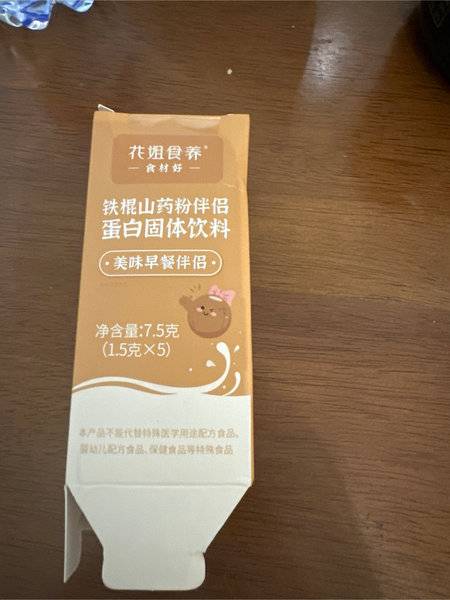 花姐食养®
食材好
铁棍山药粉伴侣
蛋白固体饮料
·美味早餐伴侣·
净含量:7.5克
(1.5克×5)
本产品不能代替特殊医学用途配方食品、
婴幼儿配方食品、保健食品等特殊食品